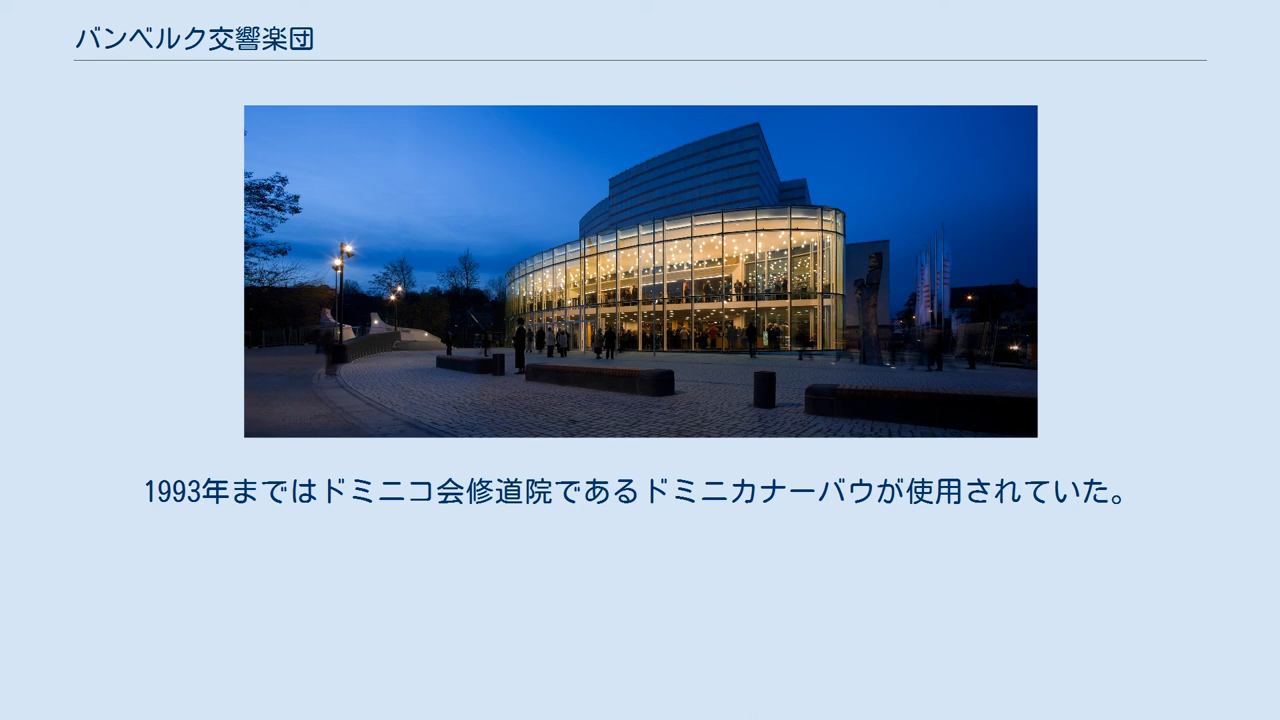 バンベルク交響楽団
1993年まではドミニコ会修道院であるドミニカナーバウが使用されていた。